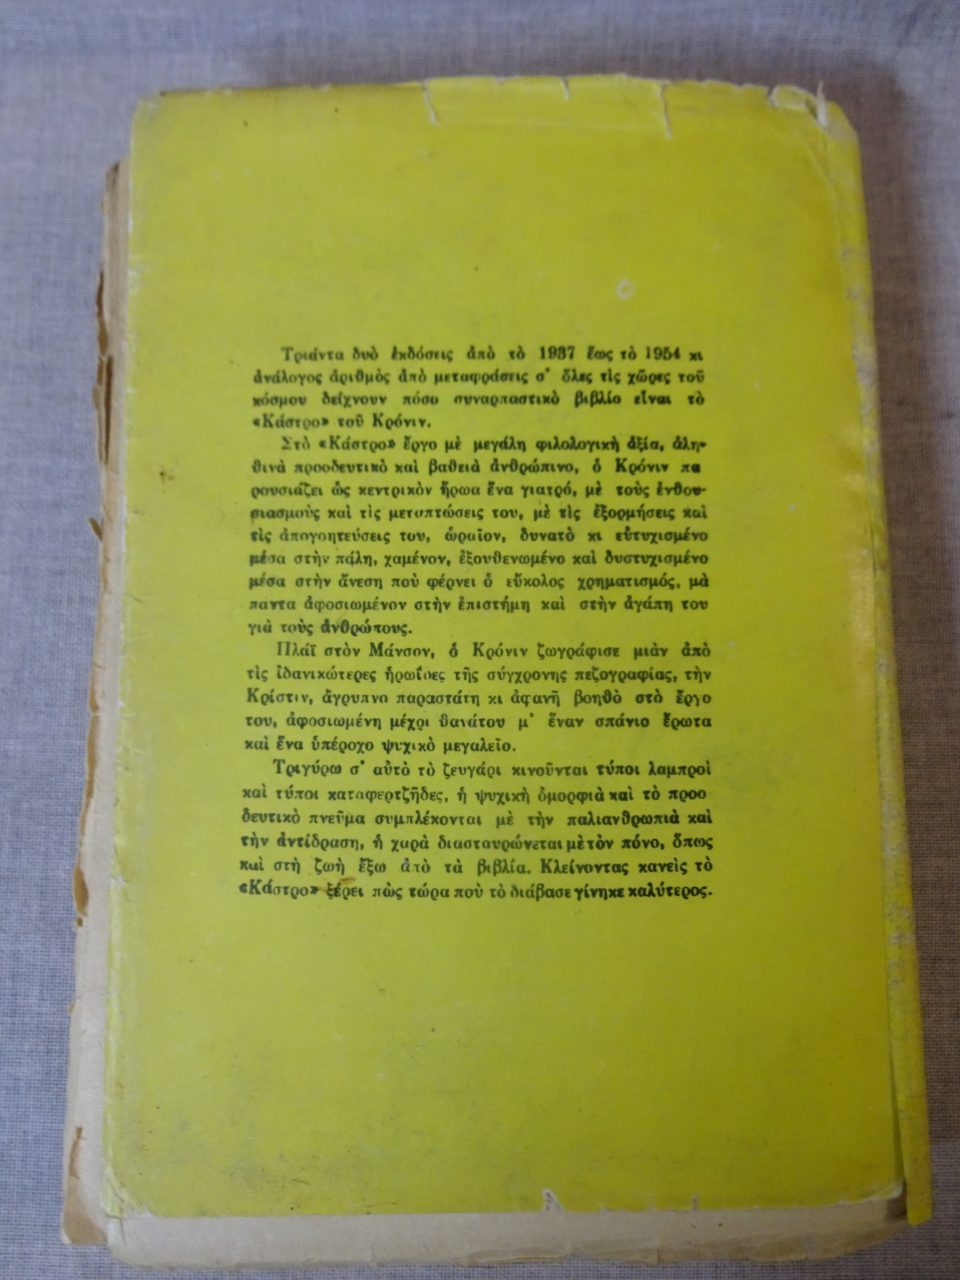 Τριάντα δυὸ ἐκδόσεις ἀπὸ τὸ 1937 ἕως τὸ 1954 κι
ἀνάλογος ἀριθμὸς ἀπὸ μεταφράσεις σ' ὅλες τὶς χῶρες τοῦ
κόσμου δείχνουν πόσο συναρπαστικὸ βιβλίο εἶναι τὸ
«Κάστρο» τοῦ Κρόνιν.
Στὸ «Κάστρο» ἔργο μὲ μεγάλη φιλολογικὴ ἀξία, ἀλη-
θινὰ προοδευτικὸ καὶ βαθειὰ ἀνθρώπινο, ὁ Κρόνιν πα
ρουσιάζει ὡς κεντρικὸν ἥρωα ἕνα γιατρό, μὲ τοὺς ἐνθου-
σιασμοὺς καὶ τὶς μεταπτώσεις του, μὲ τὶς ἐξορμήσεις καὶ
τὶς ἀπογοητεύσεις του, ὡραῖον, δυνατὸ κι εὐτυχισμένο
μέσα στὴν πάλη, χαμένον, ἐξουθενωμένο καὶ δυστυχισμένο
μέσα στὴν ἄνεση ποὺ φέρνει ὁ εὔκολος χρηματισμός, μὰ
παντα ἀφοσιωμένον στὴν ἐπιστήμη καὶ στὴν ἀγάπη του
γιὰ τοὺς ἀνθρώπους.
Πλάϊ στὸν Μάνσον, ὁ Κρόνιν ζωγράφισε μιὰν ἀπὸ
τὶς ἰδανικώτερες ἡρωΐδες τῆς σύγχρονης πεζογραφίας, τὴν
Κρίστιν, ἄγρυπνο παραστάτη κι ἀφανῆ βοηθὸ στὸ ἔργο
του, ἀφοσιωμένη μέχρι θανάτου μ' ἕναν σπάνιο ἔρωτα
καὶ ἕνα ὑπέροχο ψυχικὸ μεγαλεῖο.
Τριγύρω σ' αὐτὸ τὸ ζευγάρι κινοῦνται τύποι λαμπροὶ
καὶ τύποι καταφερτζῆδες, ἡ ψυχικὴ ὀμορφιὰ καὶ τὸ προο
δευτικὸ πνεῦμα συμπλέκονται μὲ τὴν παλιανθρωπιὰ καὶ
τὴν ἀντίδραση, ἡ χαρὰ διασταυρώνεται μὲ τὸν πόνο, ὅπως
καὶ στὴ ζωὴ ἔξω ἀπὸ τὰ βιβλία. Κλείνοντας κανεὶς τὸ
«Κάστρο» ξέρει πὼς τώρα ποὺ τὸ διάβασε γίνηκε καλύτερος.